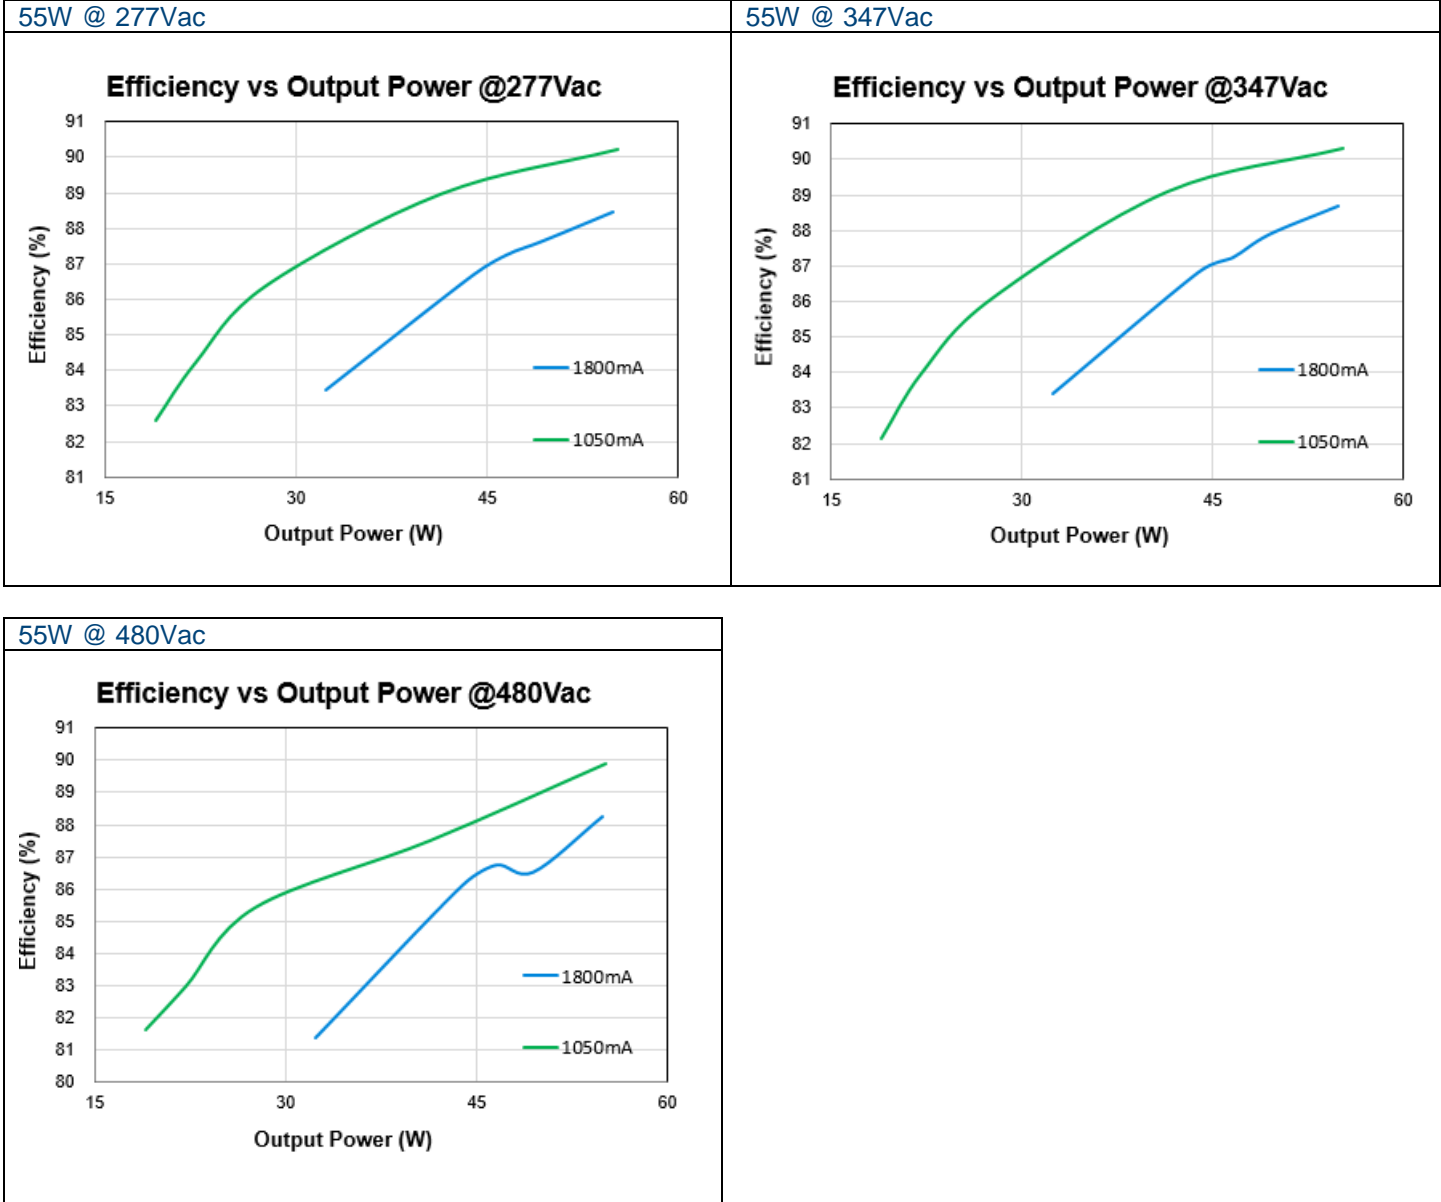 55W @ 277Vac
Efficiency vs Output Power @277Vac
91
90
89
88
87
86
85
84
83
82
81
Efficiency (%)
1800mA
1050mA
15 30 45 60
Output Power (W)
55W @ 347Vac
Efficiency vs Output Power @347Vac
91
90
89
88
87
86
85
84
83
82
81
Efficiency (%)
1800mA
1050mA
15 30 45 60
Output Power (W)
55W @ 480Vac
Efficiency vs Output Power @480Vac
91
90
89
88
87
86
85
84
83
82
81
80
Efficiency (%)
1800mA
1050mA
15 30 45 60
Output Power (W)